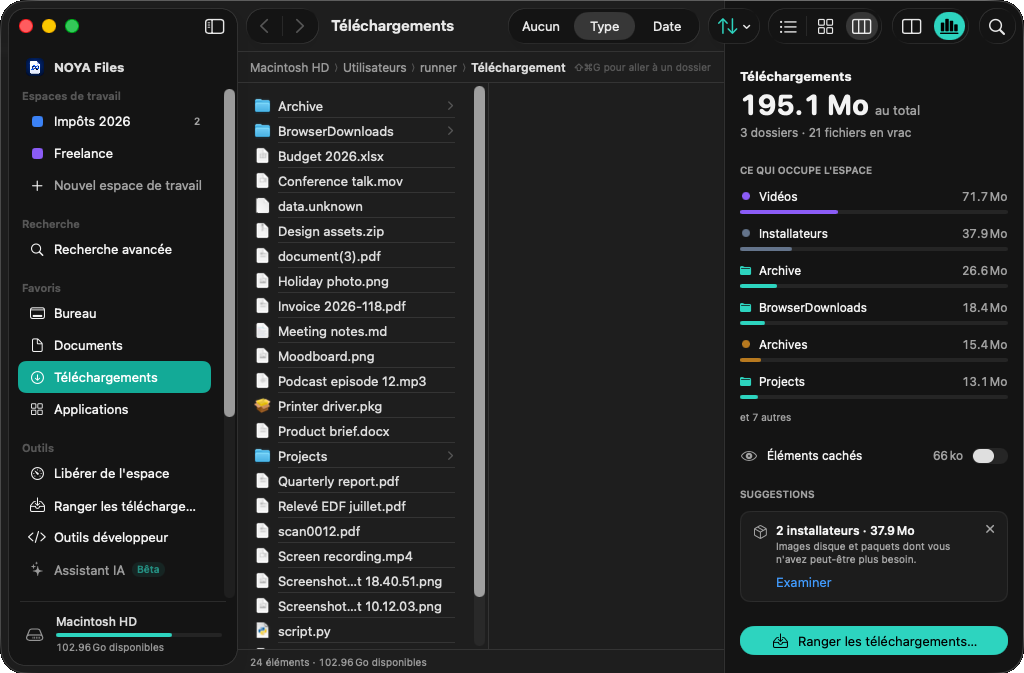 NOYA Files
Espaces de travail
Impôts 2026 2
Freelance
Nouvel espace de travail
Recherche
Recherche avancée
Favoris
Bureau
Documents
Téléchargements
Applications
Outils
Libérer de l'espace
Ranger les télécharge...
Outils développeur
Assistant IA Bêta
Macintosh HD
102.96 Go disponibles
Téléchargements
Aucun Type Date
Macintosh HD Utilisateurs runner Téléchargement ⇧⌘G pour aller à un dossier
Archive
BrowserDownloads
Budget 2026.xlsx
Conference talk.mov
data.unknown
Design assets.zip
document(3).pdf
Holiday photo.png
Invoice 2026-118.pdf
Meeting notes.md
Moodboard.png
Podcast episode 12.mp3
Printer driver.pkg
Product brief.docx
Projects
Quarterly report.pdf
Relevé EDF juillet.pdf
scan0012.pdf
Screen recording.mp4
Screenshot...t 18.40.51.png
Screenshot...t 10.12.03.png
script.py
24 éléments · 102.96 Go disponibles
Téléchargements
195.1 Mo au total
3 dossiers · 21 fichiers en vrac
CE QUI OCCUPE L'ESPACE
Vidéos 71.7 Mo
Installateurs 37.9 Mo
Archive 26.6 Mo
BrowserDownloads 18.4 Mo
Archives 15.4 Mo
Projects 13.1 Mo
et 7 autres
Éléments cachés 66 ko
SUGGESTIONS
2 installateurs · 37.9 Mo
Images disque et paquets dont vous
n'avez peut-être plus besoin.
Examiner
Ranger les téléchargements...